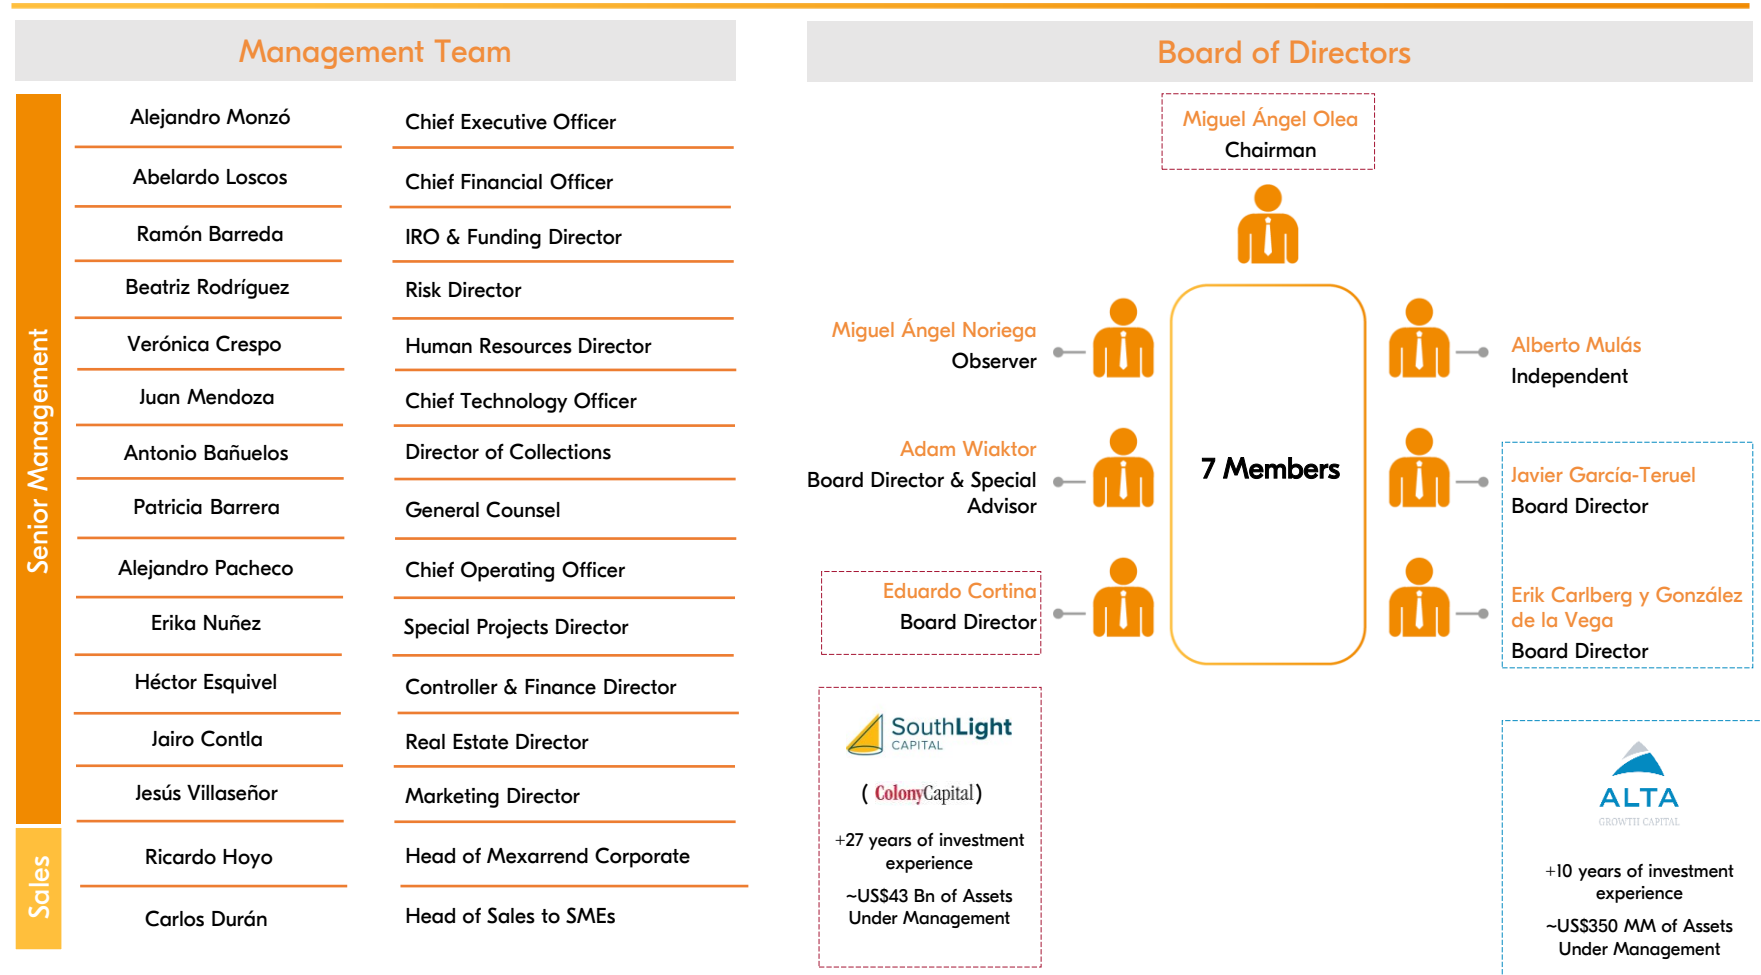 Management Team
Senior Management
Alejandro Monzó
Chief Executive Officer
Abelardo Loscos
Chief Financial Officer
Ramón Barreda
IRO & Funding Director
Beatriz Rodríguez
Risk Director
Verónica Crespo
Human Resources Director
Juan Mendoza
Chief Technology Officer
Antonio Bañuelos
Director of Collections
Patricia Barrera
General Counsel
Alejandro Pacheco
Chief Operating Officer
Erika Nuñez
Special Projects Director
Héctor Esquivel
Controller & Finance Director
Jairo Contla
Real Estate Director
Jesús Villaseñor
Marketing Director
Sales
Ricardo Hoyo
Head of Mexarrend Corporate
Carlos Durán
Head of Sales to SMEs
Board of Directors
Miguel Ángel Olea
Chairman
Miguel Ángel Noriega
Observer
Adam Wiaktor
Board Director & Special
Advisor
Eduardo Cortina
Board Director
7 Members
Alberto Mulás
Independent
Javier García-Teruel
Board Director
Erik Carlberg y González
de la Vega
Board Director
SouthLight
CAPITAL
( ColonyCapital)
+27 years of investment
experience
~US$43 Bn of Assets
Under Management
ALTA
GROWTH CAPITAL
+10 years of investment
experience
~US$350 MM of Assets
Under Management